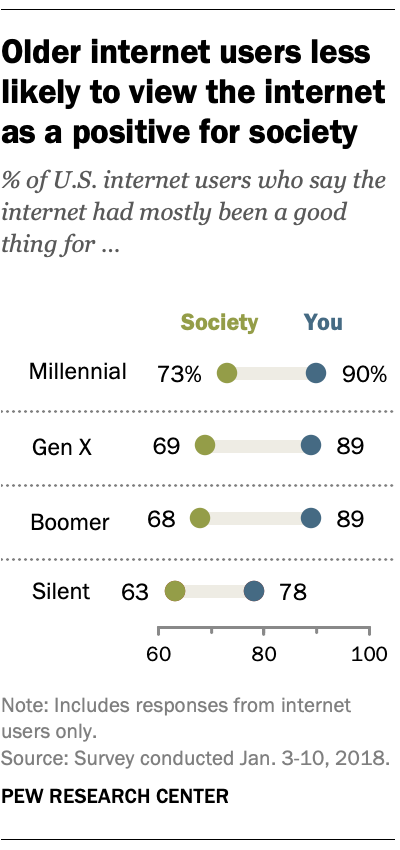 Older internet users less
likely to view the internet
as a positive for society
% of U.S. internet users who say the
internet had mostly been a good
thing for ...
Society You
Millennial 73% 90%
Gen X 69 89
Boomer 68 89
Silent 63 78
60 80 100
Note: Includes responses from internet
users only.
Source: Survey conducted Jan. 3-10, 2018.
PEW RESEARCH CENTER